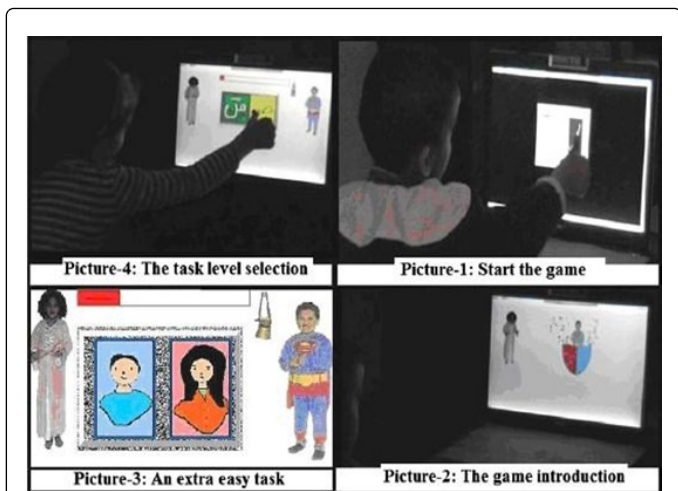 من
Picture-4: The task level selection
Picture-1: Start the game
Picture-3: An extra easy task
Picture-2: The game introduction